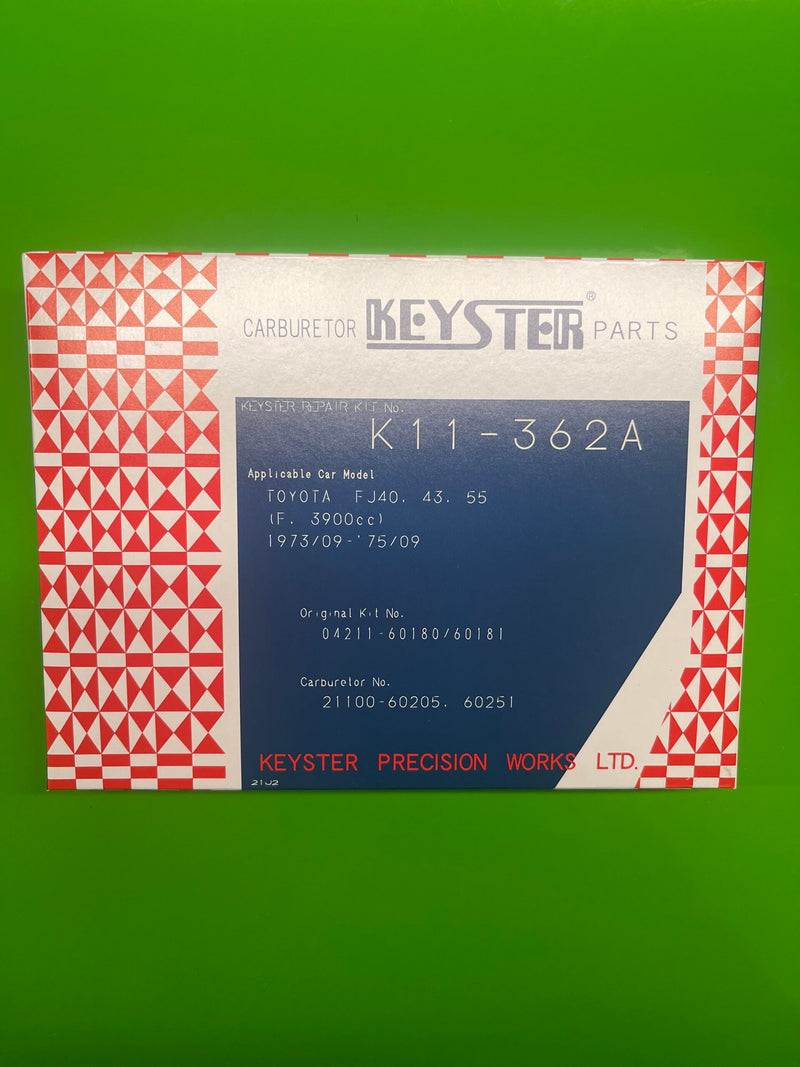 CARBURETOR KEYSTER® PARTS
KEYSTER REPAIR KIT No.
K11-362A
Applicable Car Model
TOYOTA FJ40. 43. 55
(F. 3900cc)
1973/09-'75/09
Original Kit No.
04211-60180/60181
Carburetor No.
21100-60205. 60251
KEYSTER PRECISION WORKS LTD.
21J2